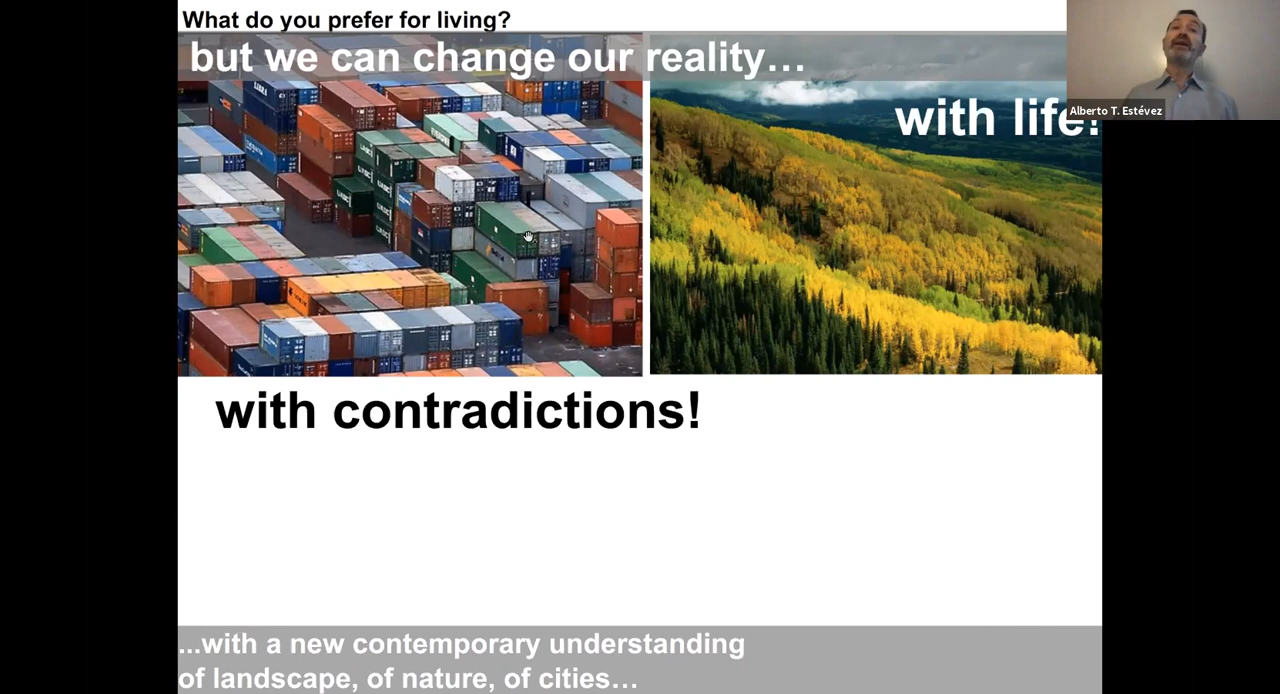 What do you prefer for living?
but we can change our reality…
with life!
Alberto T. Estévez
with contradictions!
...with a new contemporary understanding
of landscape, of nature, of cities…